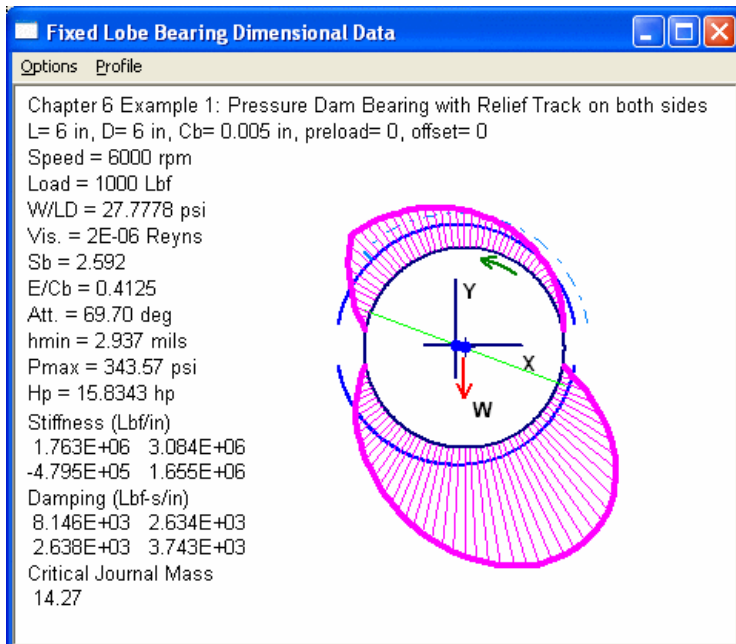 Fixed Lobe Bearing Dimensional Data
Options Profile
Chapter 6 Example 1: Pressure Dam Bearing with Relief Track on both sides
L= 6 in, D= 6 in, Cb= 0.005 in, preload= 0, offset= 0
Speed = 6000 rpm
Load = 1000 Lbf
W/LD = 27.7778 psi
Vis. = 2E-06 Reyns
Sb = 2.592
E/Cb = 0.4125
Att. = 69.70 deg
hmin = 2.937 mils
Pmax = 343.57 psi
Hp = 15.8343 hp
Stiffness (Lbf/in)
1.763E+06 3.084E+06
-4.795E+05 1.655E+06
Damping (Lbf-s/in)
8.146E+03 2.634E+03
2.638E+03 3.743E+03
Critical Journal Mass
14.27
Y
X
W